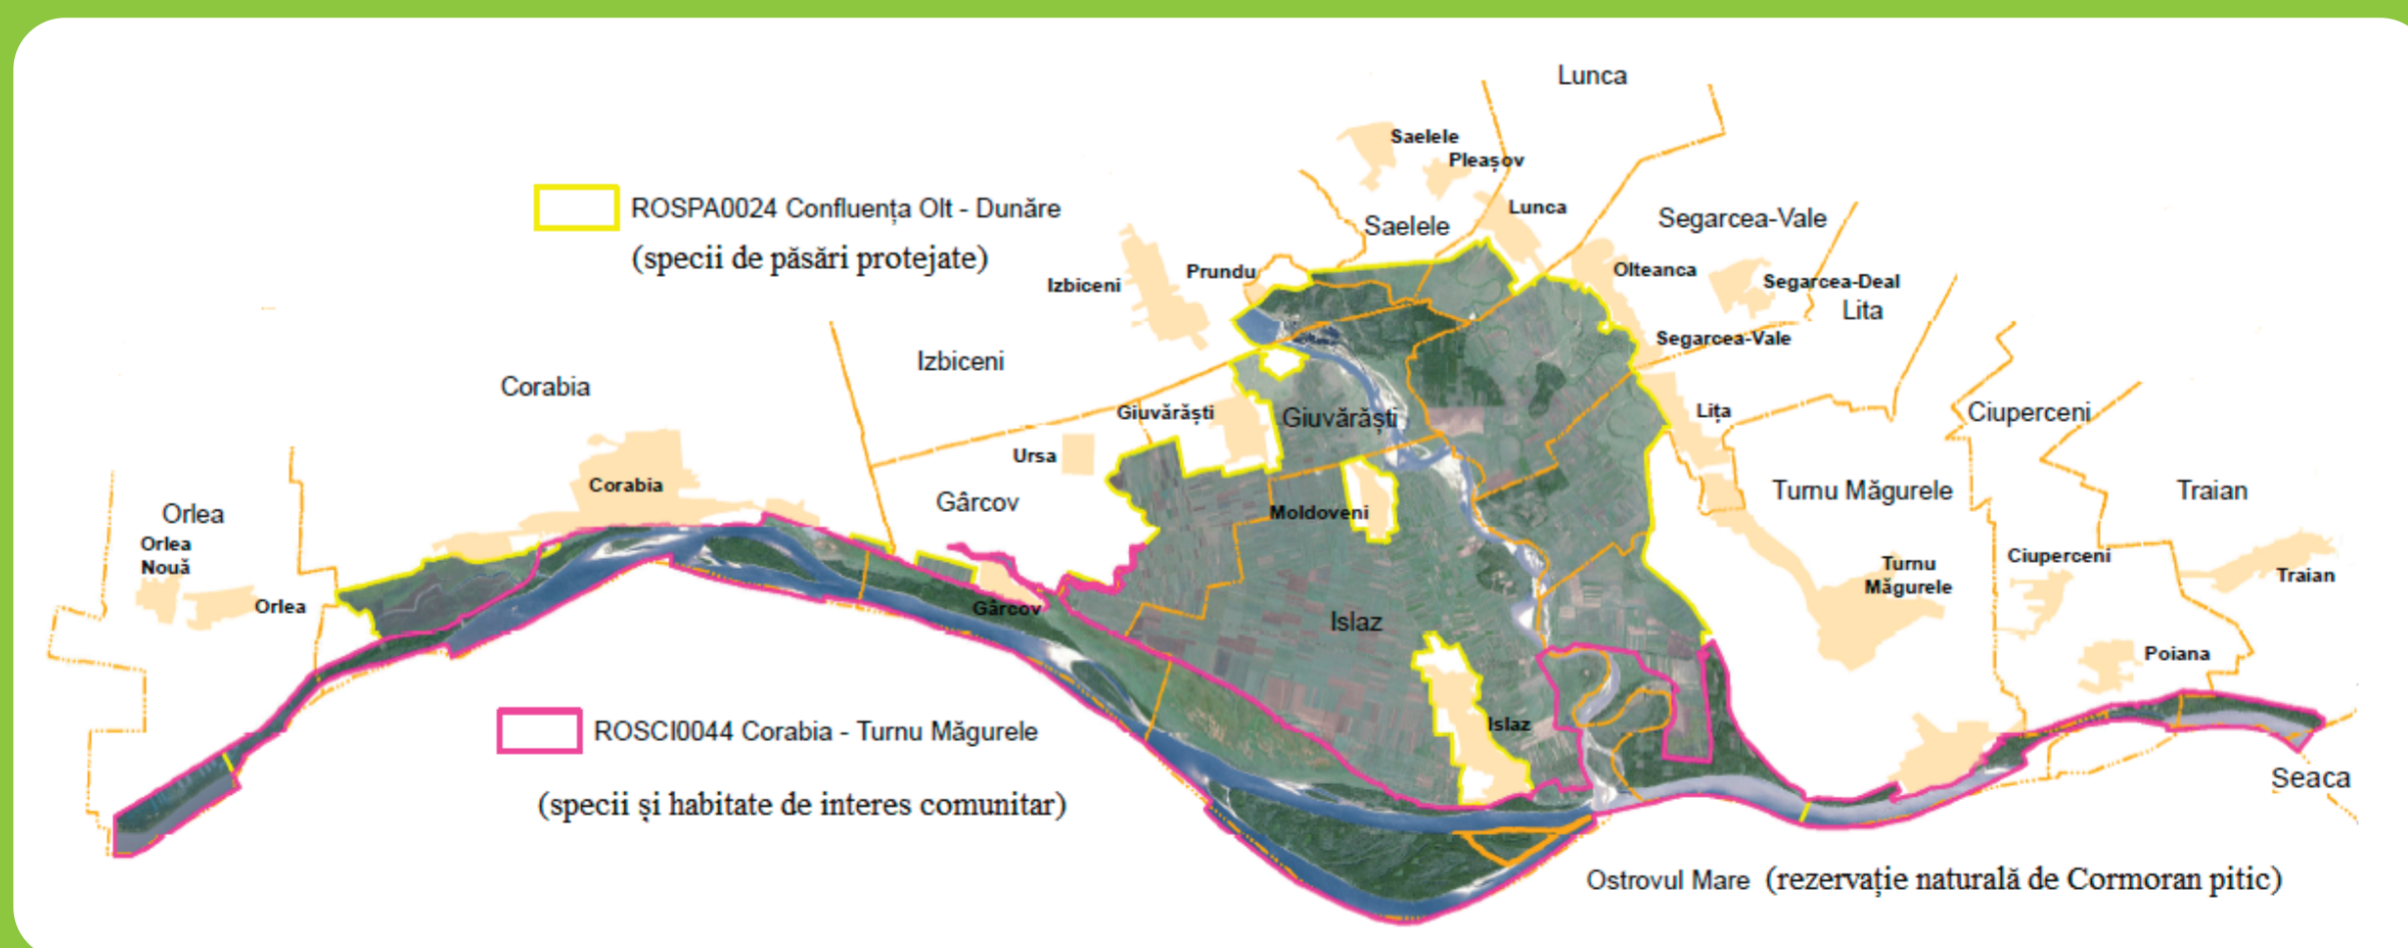 Lunca
Saelele
Pleașov
ROSPA0024 Confluența Olt - Dunăre
(specii de păsări protejate)
Lunca
Saelele
Segarcea-Vale
Prundu
Izbiceni
Olteanca
Segarcea-Deal
Lita
Segarcea-Vale
Izbiceni
Corabia
Giuvărăști
Giuvărăști
Lița
Ciuperceni
Ursa
Corabia
Gârcov
Turnu Măgurele
Traian
Orlea
Moldoveni
Orlea
Nouă
Ciuperceni
Turnu
Măgurele
Traian
Orlea
Gârcov
Islaz
Poiana
ROSCI0044 Corabia - Turnu Măgurele
Islaz
(specii și habitate de interes comunitar)
Seaca
Ostrovul Mare (rezervație naturală de Cormoran pitic)